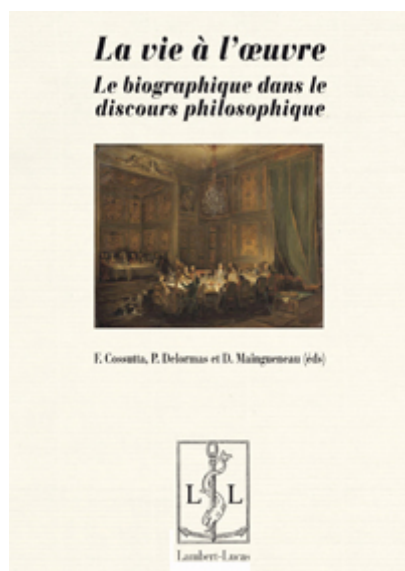 La vie à l'œuvre
Le biographique dans le
discours philosophique
F. Cossutta, P. Delormas et D. Maingueneau (éds)
L L
Lambert-Lucas